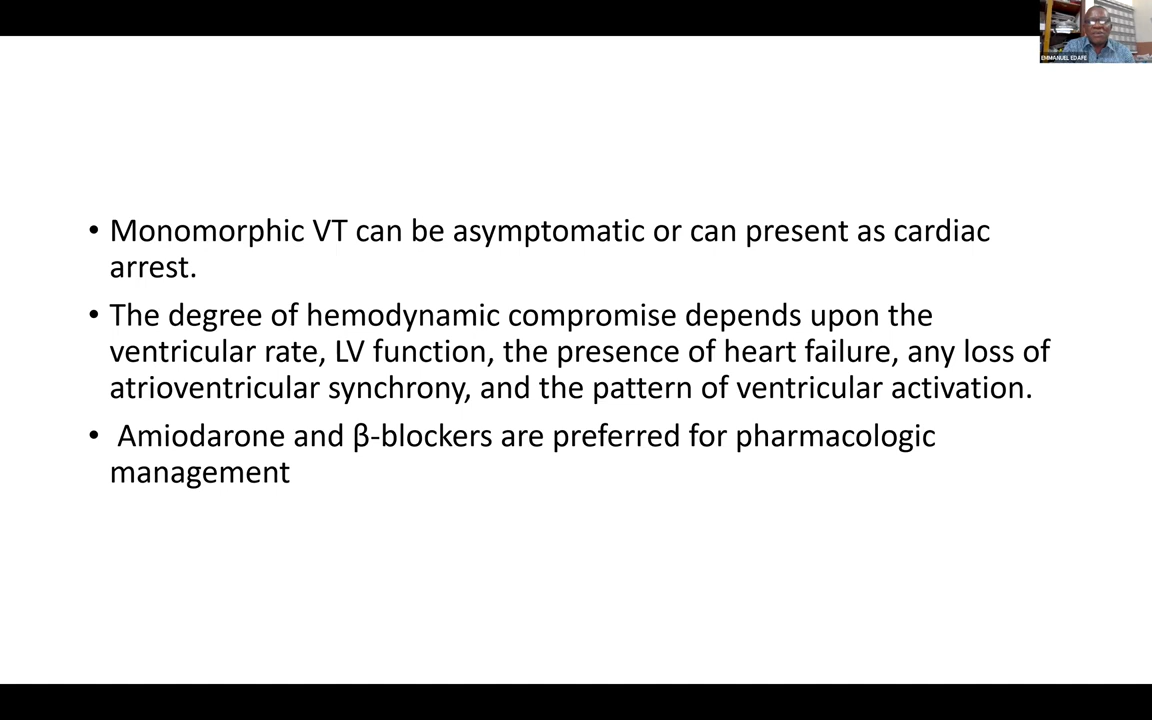 EMMANUEL EDAFE
• Monomorphic VT can be asymptomatic or can present as cardiac
arrest.
• The degree of hemodynamic compromise depends upon the
ventricular rate, LV function, the presence of heart failure, any loss of
atrioventricular synchrony, and the pattern of ventricular activation.
• Amiodarone and β-blockers are preferred for pharmacologic
management